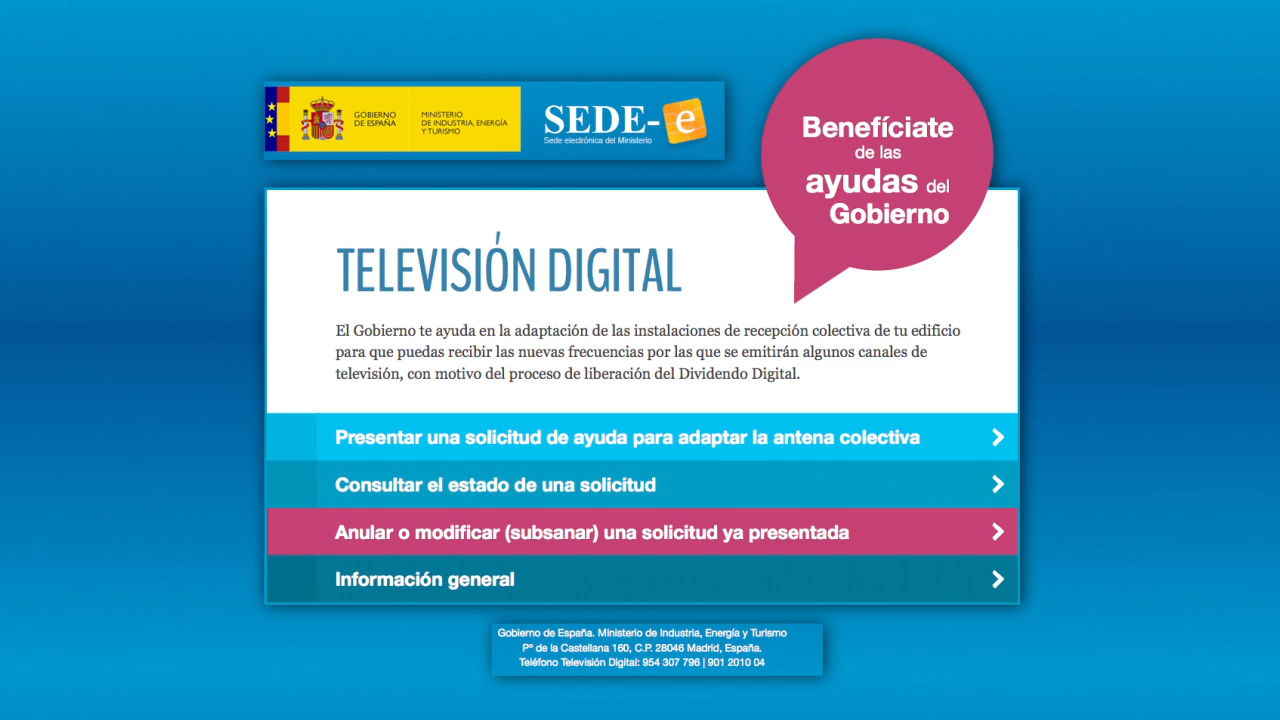 GOBIERNO
DE ESPAÑA
MINISTERIO
DE INDUSTRIA, ENERGÍA
Y TURISMO
SEDE-e
Sede electrónica del Ministerio
Benefíciate
de las
ayudas del
Gobierno
TELEVISIÓN DIGITAL
El Gobierno te ayuda en la adaptación de las instalaciones de recepción colectiva de tu edificio
para que puedas recibir las nuevas frecuencias por las que se emitirán algunos canales de
televisión, con motivo del proceso de liberación del Dividendo Digital.
Presentar una solicitud de ayuda para adaptar la antena colectiva
Consultar el estado de una solicitud
Anular o modificar (subsanar) una solicitud ya presentada
Información general
Gobierno de España. Ministerio de Industria, Energía y Turismo
Pº de la Castellana 160, C.P. 28046 Madrid, España.
Teléfono Televisión Digital: 954 307 796 | 901 2010 04